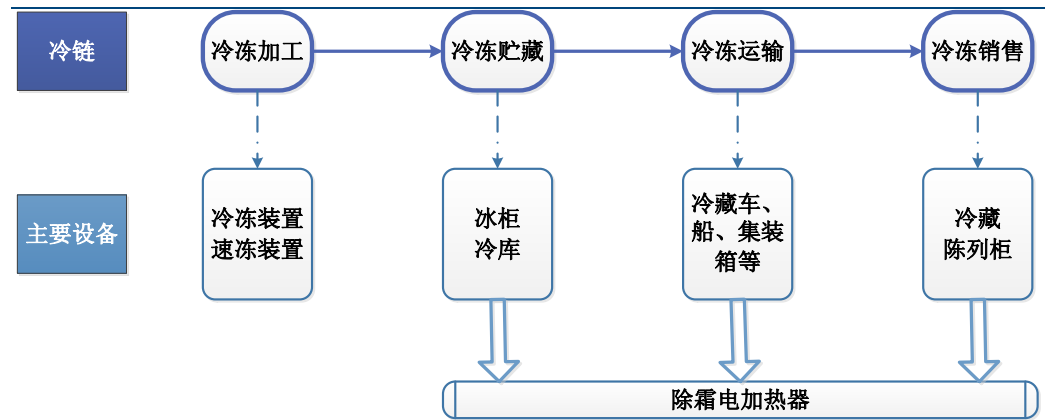 冷链
冷冻加工
冷冻贮藏
冷冻运输
冷冻销售
主要设备
冷冻装置
速冻装置
冰柜
冷库
冷藏车、
船、集装
箱等
冷藏
陈列柜
除霜电加热器